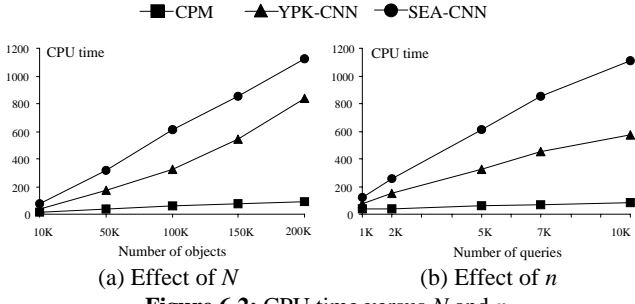 CPM YPK-CNN SEA-CNN
CPU time
1200
1000
800
600
400
200
0
10K 50K 100K 150K 200K
Number of objects
(a) Effect of N
CPU time
1200
1000
800
600
400
200
0
1K 2K 5K 7K 10K
Number of queries
(b) Effect of n
Figure 6.2: CPU time versus N and n